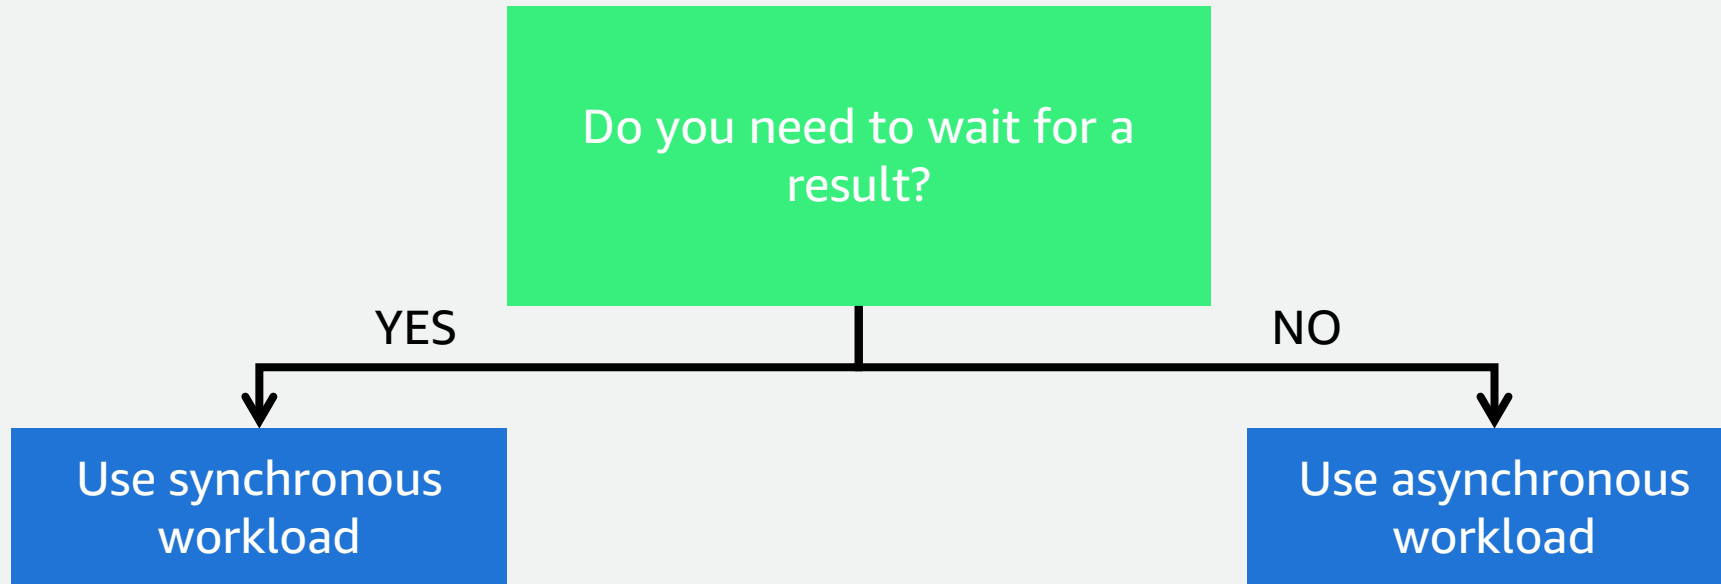 Do you need to wait for a
result?
YES
NO
Use synchronous
workload
Use asynchronous
workload